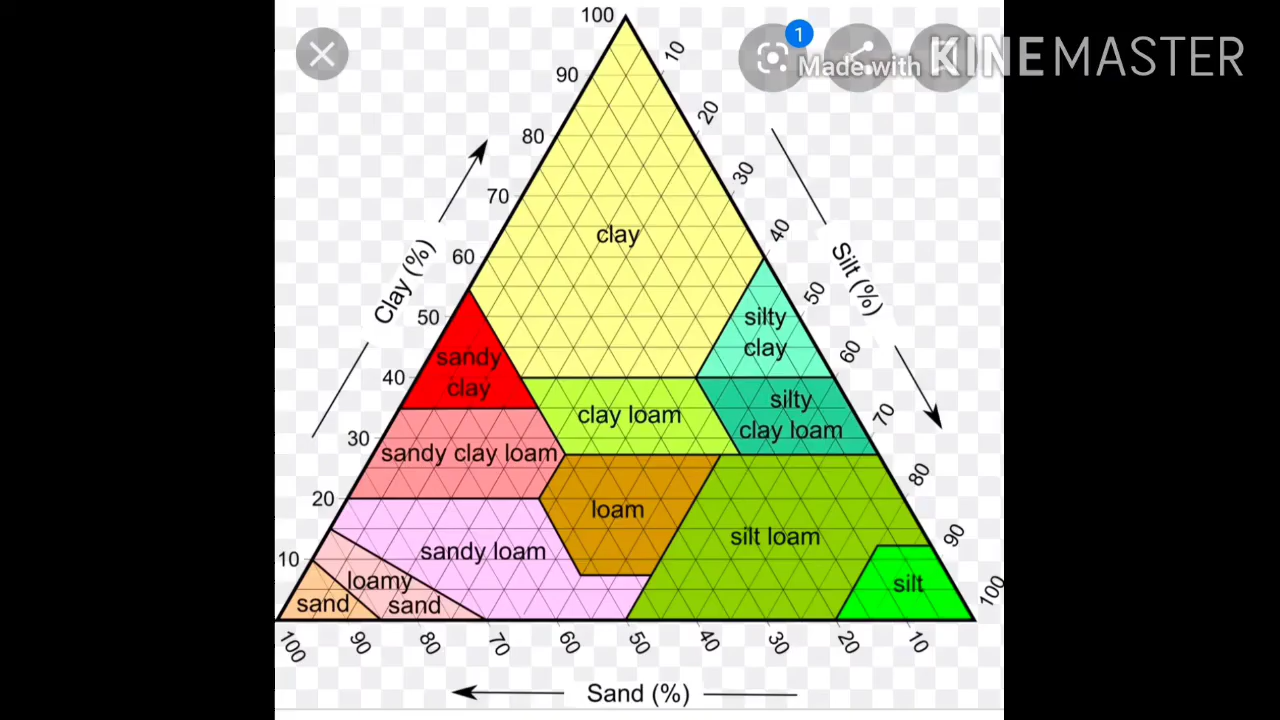 100
1
Made with KINEMASTER
90
10
80
20
70
30
clay
60
40
Clay (%)
Silt (%)
50
50
silty
clay
sandy
clay
60
40
silty
clay loam
clay loam
70
30
sandy clay loam
80
20
loam
silt loam
90
sandy loam
10
loamy
sand
silt
100
sand
100
90
80
70
60
50
40
30
20
10
Sand (%)